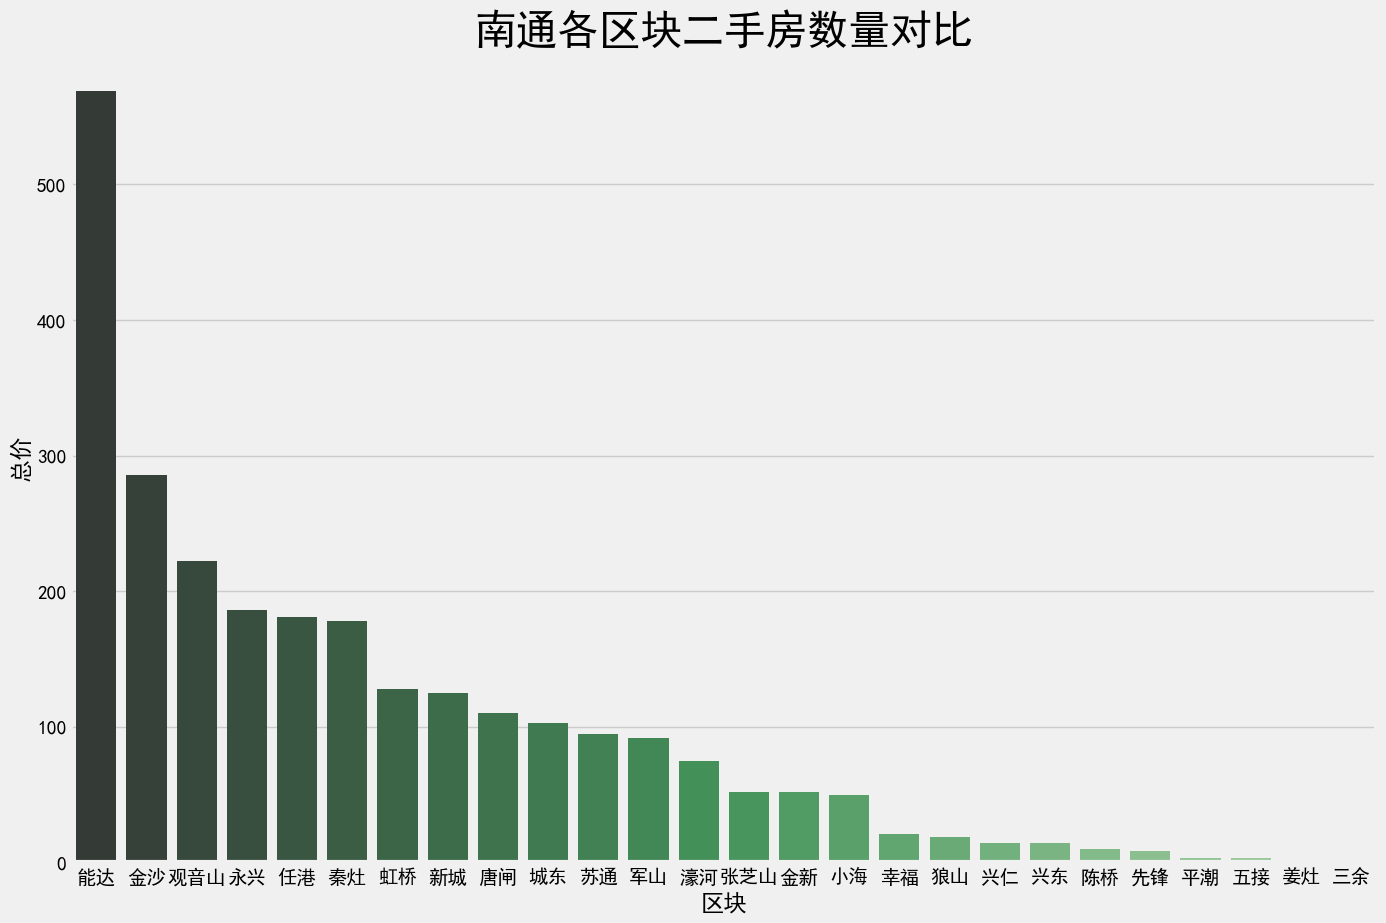 南通各区块二手房数量对比
500
400
300
200
100
0
总价
能达 金沙 观音山 永兴 任港 秦灶 虹桥 新城 唐闸 城东 苏通 军山 濠河 张芝山 金新 小海 幸福 狼山 兴仁 兴东 陈桥 先锋 平潮 五接 姜灶 三余
区块